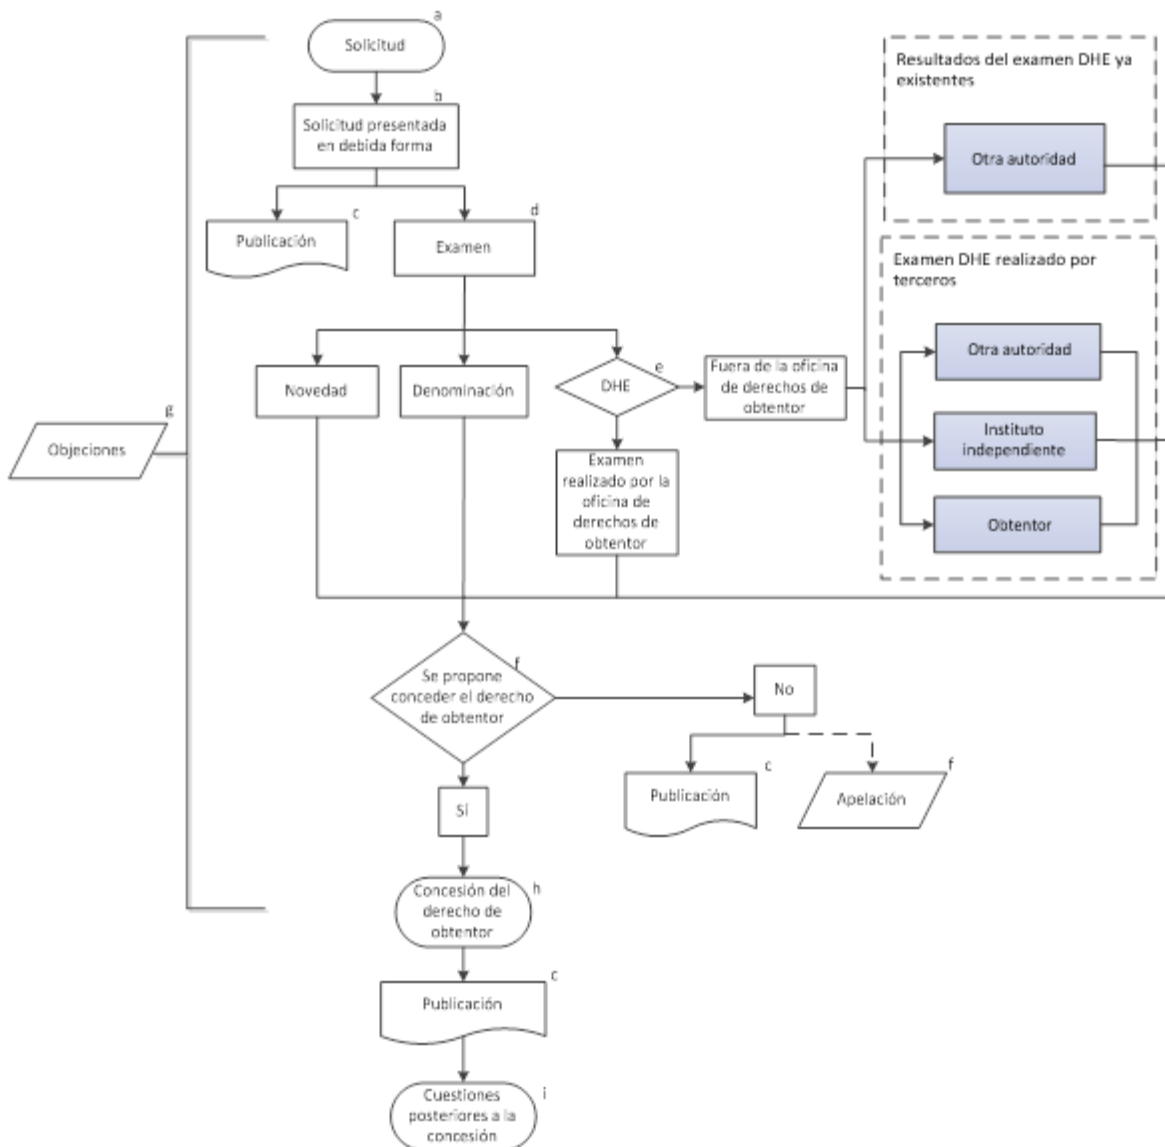 a
Solicitud
b
Solicitud presentada
en debida forma
c
Publicación
d
Examen
Novedad
Denominación
e
DHE
Fuera de la oficina
de derechos de
obtentor
Examen
realizado por la
oficina de
derechos de
obtentor
Resultados del examen DHE ya
existentes
Otra autoridad
Examen DHE realizado por
terceros
Otra autoridad
Instituto
independiente
Obtentor
g
Objeciones
f
Se propone
conceder el derecho
de obtentor
No
c
Publicación
f
Apelación
Sí
h
Concesión del
derecho de
obtentor
c
Publicación
i
Cuestiones
posteriores a la
concesión